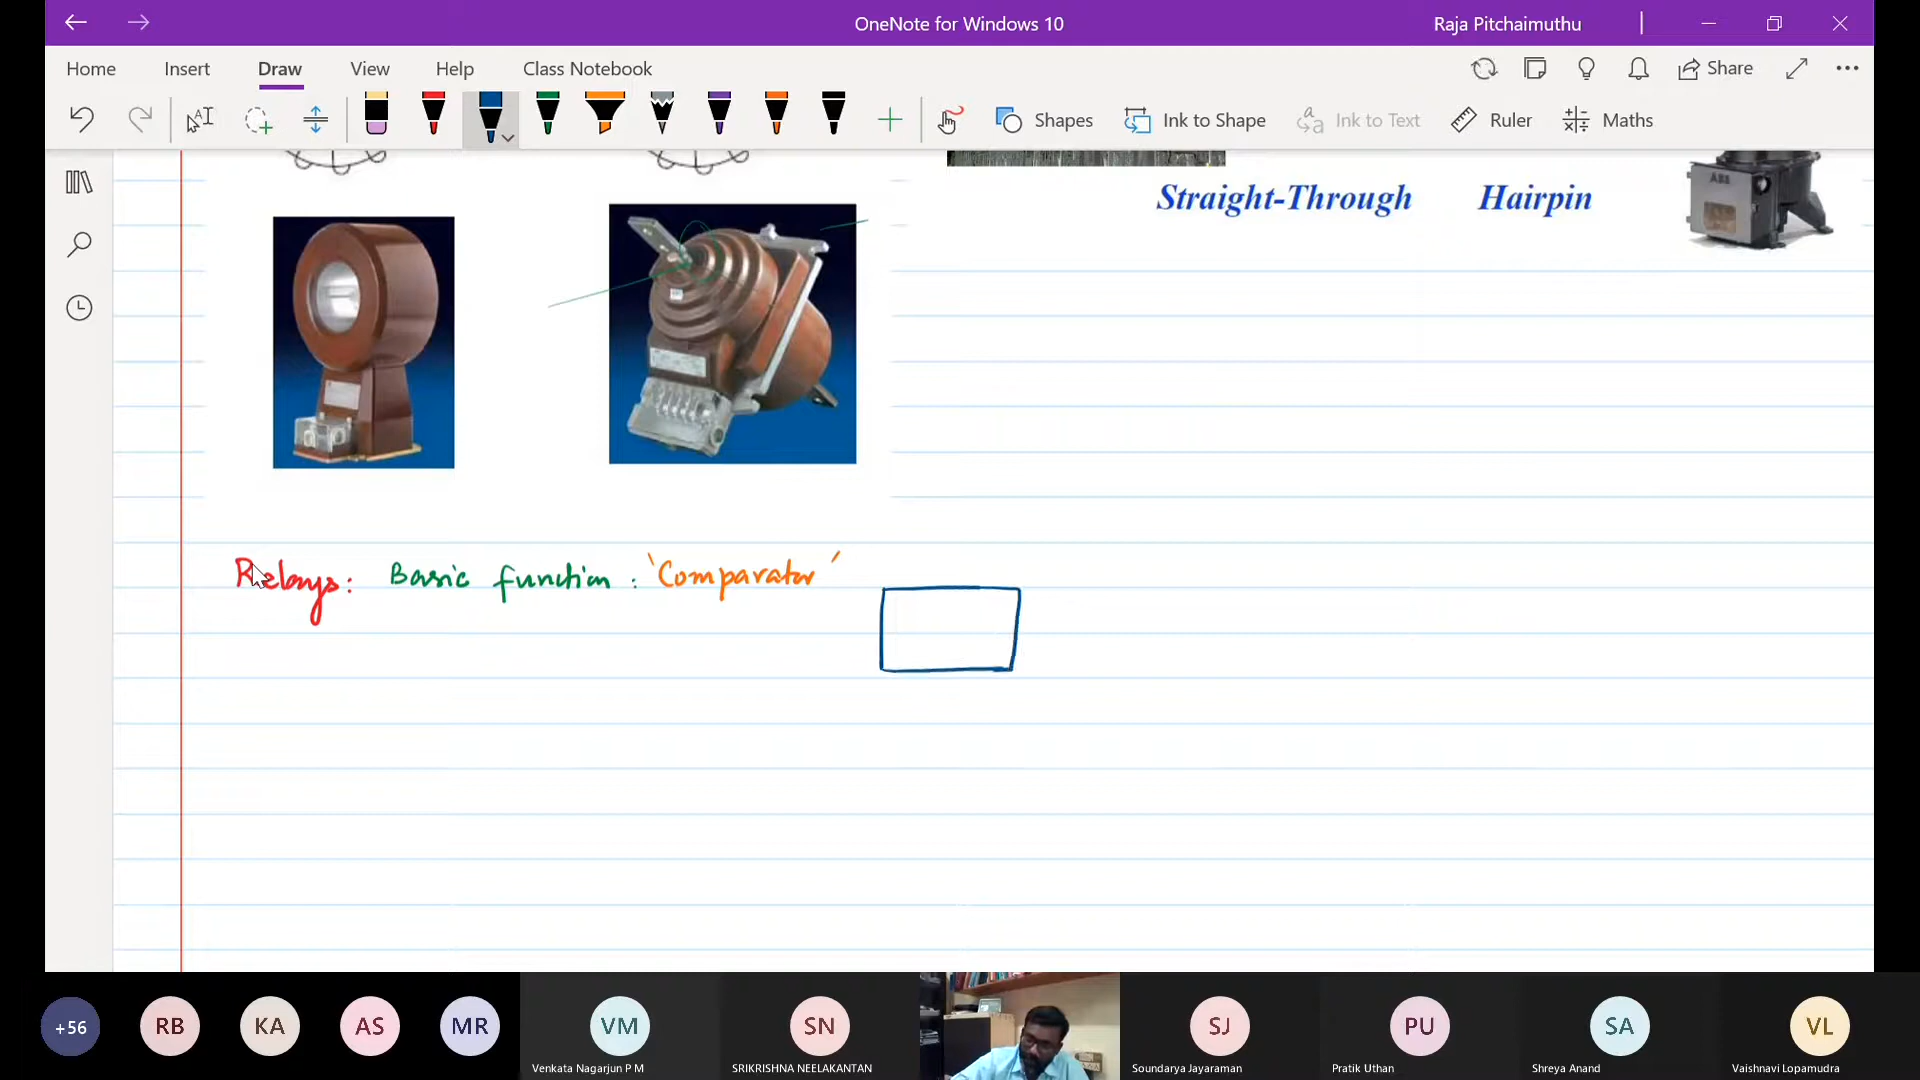 OneNote for Windows 10
Raja Pitchaimuthu
Home Insert Draw View Help Class Notebook
Share
Shapes Ink to Shape Ink to Text Ruler Maths
ABB
Straight-Through Hairpin
Relays: Basic function: 'Comparator'
+56 RB KA AS MR VM SN SJ PU SA VL
Venkata Nagarjun P M SRIKRISHNA NEELAKANTAN Soundarya Jayaraman Pratik Uthan Shreya Anand Vaishnavi Lopamudra